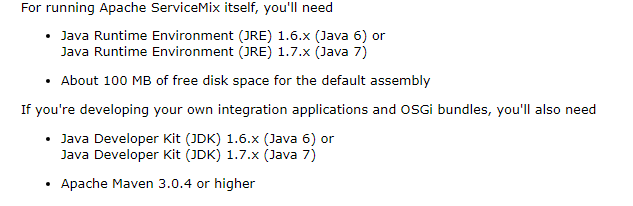 For running Apache ServiceMix itself, you'll need
• Java Runtime Environment (JRE) 1.6.x (Java 6) or
Java Runtime Environment (JRE) 1.7.x (Java 7)
• About 100 MB of free disk space for the default assembly
If you're developing your own integration applications and OSGi bundles, you'll also need
• Java Developer Kit (JDK) 1.6.x (Java 6) or
Java Developer Kit (JDK) 1.7.x (Java 7)
• Apache Maven 3.0.4 or higher